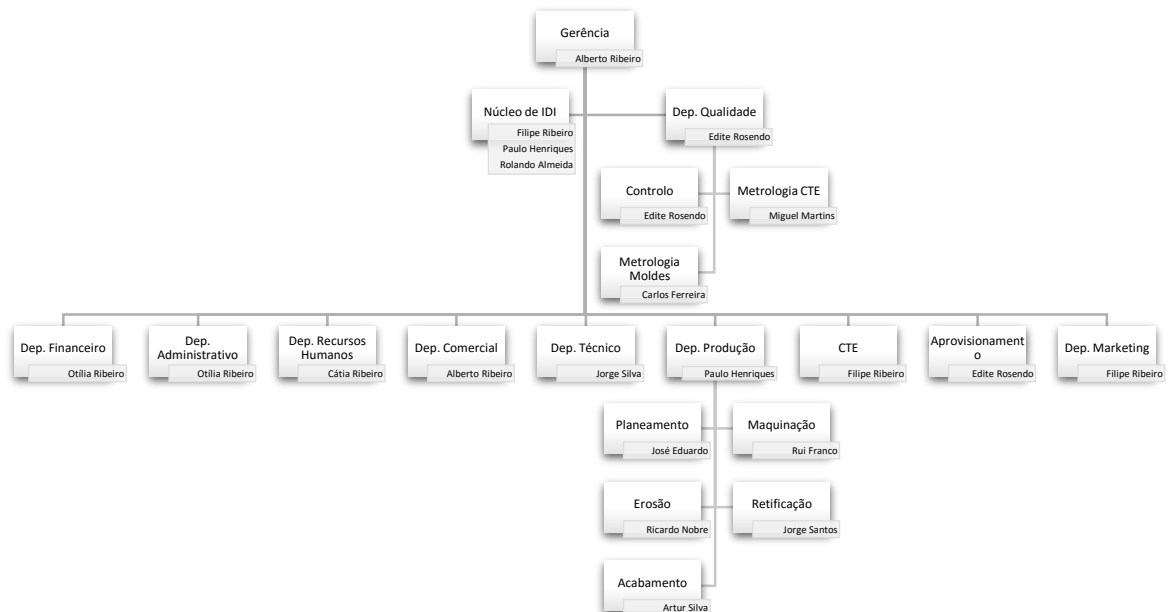 Gerência
Alberto Ribeiro
Núcleo de IDI
Filipe Ribeiro
Paulo Henriques
Rolando Almeida
Dep. Qualidade
Edite Rosendo
Controlo
Edite Rosendo
Metrologia CTE
Miguel Martins
Metrologia
Moldes
Carlos Ferreira
Dep. Financeiro
Otília Ribeiro
Dep.
Administrativo
Otília Ribeiro
Dep. Recursos
Humanos
Cátia Ribeiro
Dep. Comercial
Alberto Ribeiro
Dep. Técnico
Jorge Silva
Dep. Produção
Paulo Henriques
CTE
Filipe Ribeiro
Aprovisionament
o
Edite Rosendo
Dep. Marketing
Filipe Ribeiro
Planeamento
José Eduardo
Maquinação
Rui Franco
Erosão
Ricardo Nobre
Retificação
Jorge Santos
Acabamento
Artur Silva